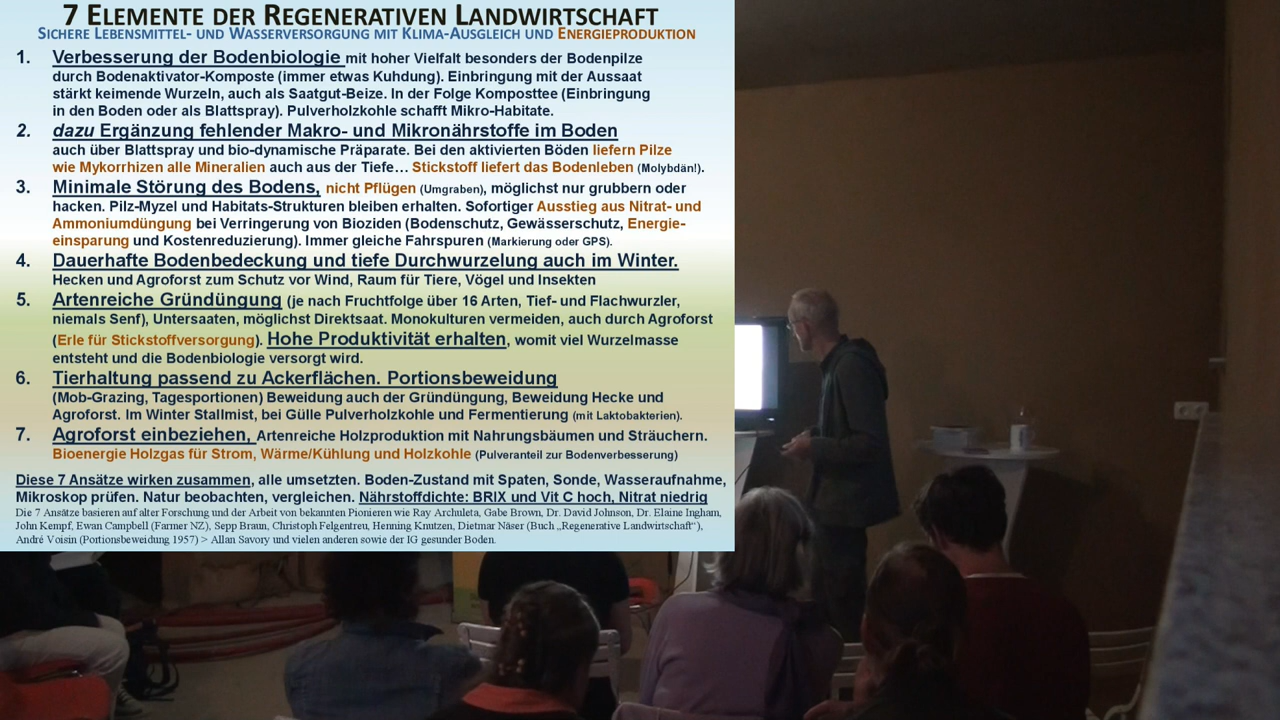 7 Elemente der Regenerativen Landwirtschaft
Sichere Lebensmittel- und Wasserversorgung mit Klima-Ausgleich und Energieproduktion
1. Verbesserung der Bodenbiologie mit hoher Vielfalt besonders der Bodenpilze
durch Bodenaktivator-Komposte (immer etwas Kuhdung). Einbringung mit der Aussaat
stärkt keimende Wurzeln, auch als Saatgut-Beize. In der Folge Komposttee (Einbringung
in den Boden oder als Blattspray). Pulverholzkohle schafft Mikro-Habitate.
2. dazu Ergänzung fehlender Makro- und Mikronährstoffe im Boden
auch über Blattspray und bio-dynamische Präparate. Bei den aktivierten Böden liefern Pilze
wie Mykorrhizen alle Mineralien auch aus der Tiefe… Stickstoff liefert das Bodenleben (Molybdän!).
3. Minimale Störung des Bodens, nicht Pflügen (Umgraben), möglichst nur grubbern oder
hacken. Pilz-Myzel und Habitats-Strukturen bleiben erhalten. Sofortiger Ausstieg aus Nitrat- und
Ammoniumdüngung bei Verringerung von Bioziden (Bodenschutz, Gewässerschutz, Energie-
einsparung und Kostenreduzierung). Immer gleiche Fahrspuren (Markierung oder GPS).
4. Dauerhafte Bodenbedeckung und tiefe Durchwurzelung auch im Winter.
Hecken und Agroforst zum Schutz vor Wind, Raum für Tiere, Vögel und Insekten
5. Artenreiche Gründüngung (je nach Fruchtfolge über 16 Arten, Tief- und Flachwurzler,
niemals Senf), Untersaaten, möglichst Direktsaat. Monokulturen vermeiden, auch durch Agroforst
(Erle für Stickstoffversorgung). Hohe Produktivität erhalten, womit viel Wurzelmasse
entsteht und die Bodenbiologie versorgt wird.
6. Tierhaltung passend zu Ackerflächen. Portionsbeweidung
(Mob-Grazing, Tagesportionen) Beweidung auch der Gründüngung, Beweidung Hecke und
Agroforst. Im Winter Stallmist, bei Gülle Pulverholzkohle und Fermentierung (mit Laktobakterien).
7. Agroforst einbeziehen, Artenreiche Holzproduktion mit Nahrungsbäumen und Sträuchern.
Bioenergie Holzgas für Strom, Wärme/Kühlung und Holzkohle (Pulveranteil zur Bodenverbesserung)
Diese 7 Ansätze wirken zusammen, alle umsetzten. Boden-Zustand mit Spaten, Sonde, Wasseraufnahme,
Mikroskop prüfen. Natur beobachten, vergleichen. Nährstoffdichte: BRIX und Vit C hoch, Nitrat niedrig
Die 7 Ansätze basieren auf alter Forschung und der Arbeit von bekannten Pionieren wie Ray Archuleta, Gabe Brown, Dr. David Johnson, Dr. Elaine Ingham,
John Kempf, Ewan Campbell (Farmer NZ), Sepp Braun, Christoph Felgentreu, Henning Knutzen, Dietmar Näser (Buch „Regenerative Landwirtschaft“),
André Voisin (Portionsbeweidung 1957) > Allan Savory und vielen anderen sowie der IG gesunder Boden.